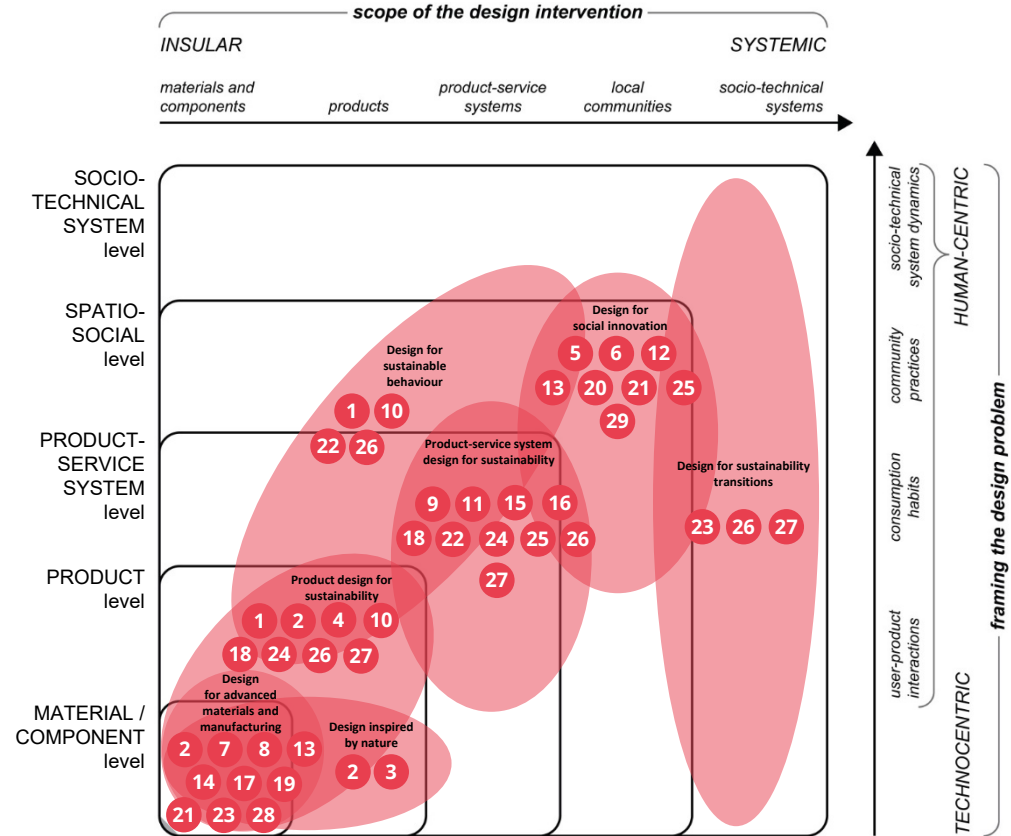 scope of the design intervention
INSULAR
SYSTEMIC
materials and
components
products
product-service
systems
local
communities
socio-technical
systems
SOCIO-
TECHNICAL
SYSTEM
level
SPATIO-
SOCIAL
level
PRODUCT-
SERVICE
SYSTEM
level
PRODUCT
level
MATERIAL /
COMPONENT
level
Design for
social innovation
5 6 12
13 20 21 25
29
Design for
sustainable
behaviour
1 10
22 26
Product-service system
design for sustainability
9 11 15 16
18 22 24 25 26
27
Design for sustainability
transitions
23 26 27
Product design for
sustainability
1 2 4 10
18 24 26 27
Design
for advanced
materials and
manufacturing
2 7 8 13
14 17 19
21 23 28
Design inspired
by nature
2 3
socio-technical
system dynamics
community
practices
consumption
habits
user-product
interactions
HUMAN-CENTRIC
TECHNOCENTRIC
framing the design problem